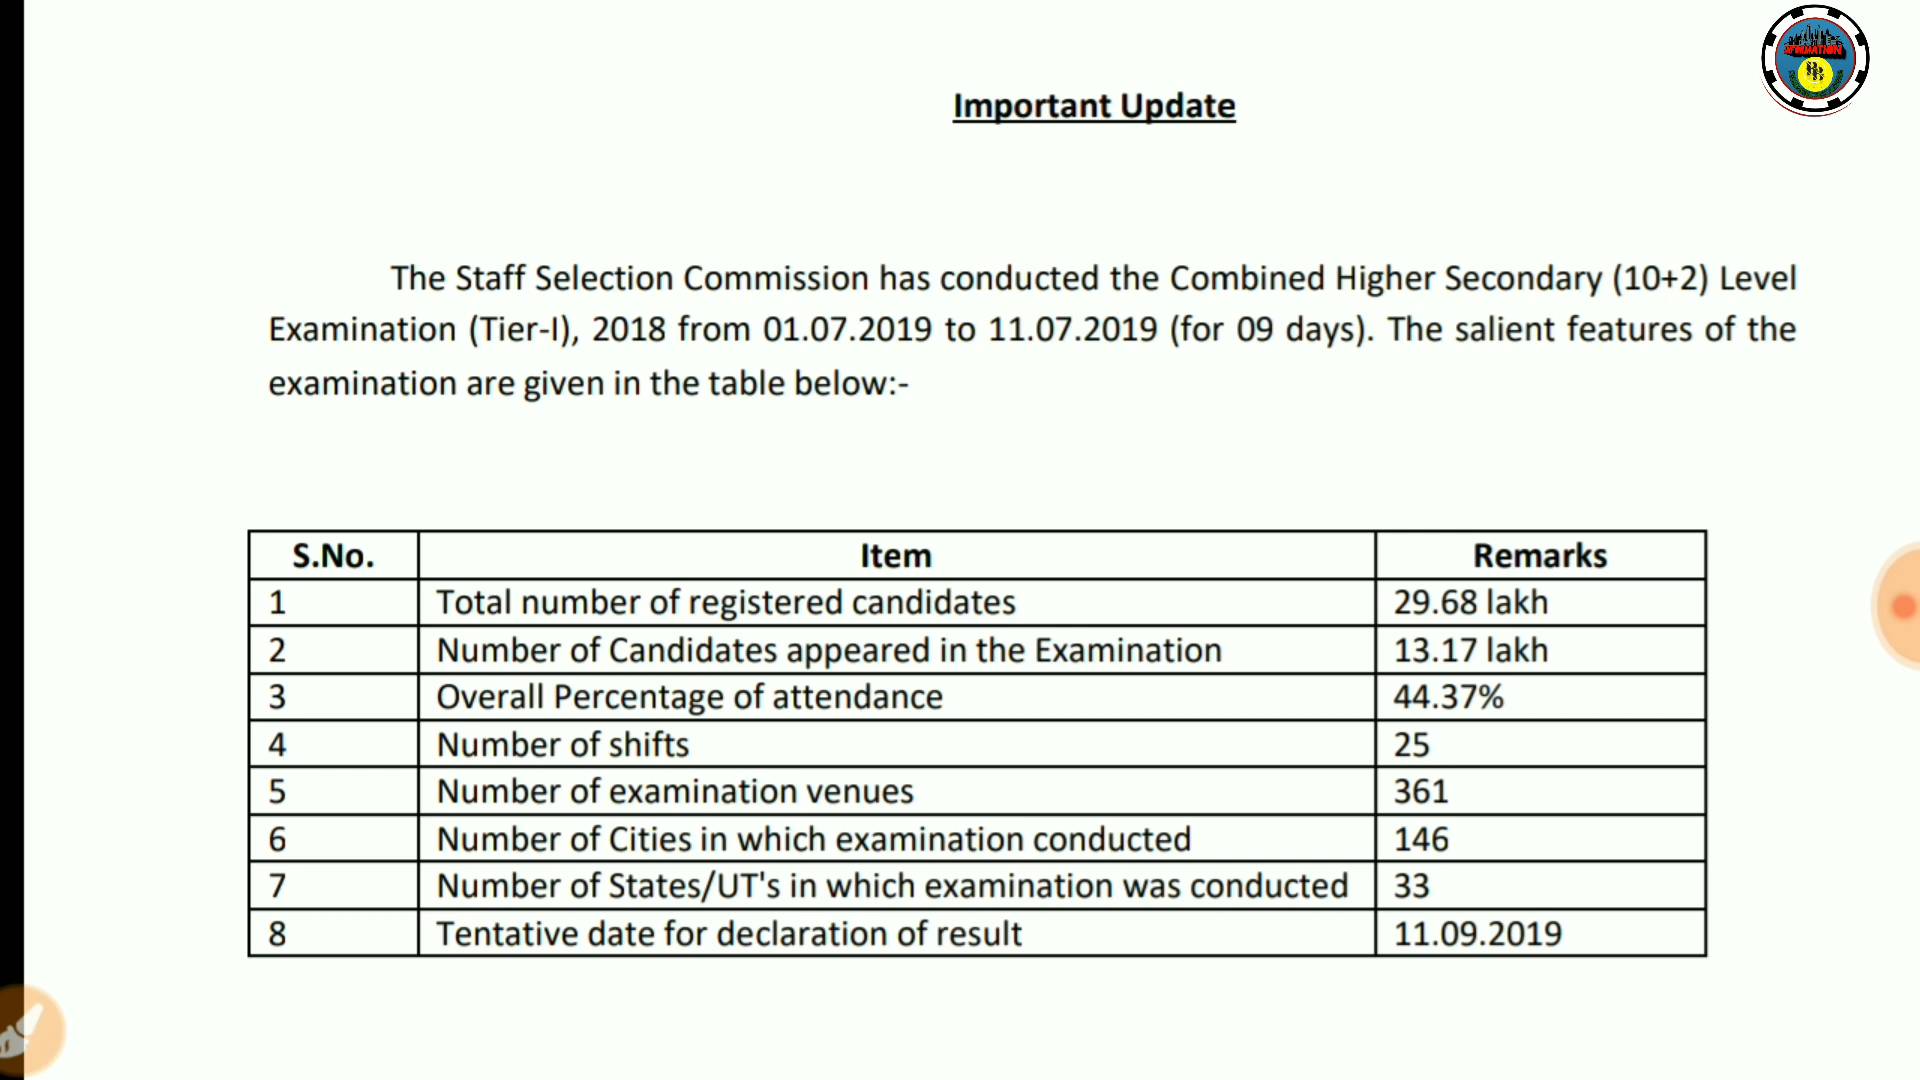 Important Update
The Staff Selection Commission has conducted the Combined Higher Secondary (10+2) Level
Examination (Tier-I), 2018 from 01.07.2019 to 11.07.2019 (for 09 days). The salient features of the
examination are given in the table below:-
S.No. Item Remarks
1 Total number of registered candidates 29.68 lakh
2 Number of Candidates appeared in the Examination 13.17 lakh
3 Overall Percentage of attendance 44.37%
4 Number of shifts 25
5 Number of examination venues 361
6 Number of Cities in which examination conducted 146
7 Number of States/UT's in which examination was conducted 33
8 Tentative date for declaration of result 11.09.2019